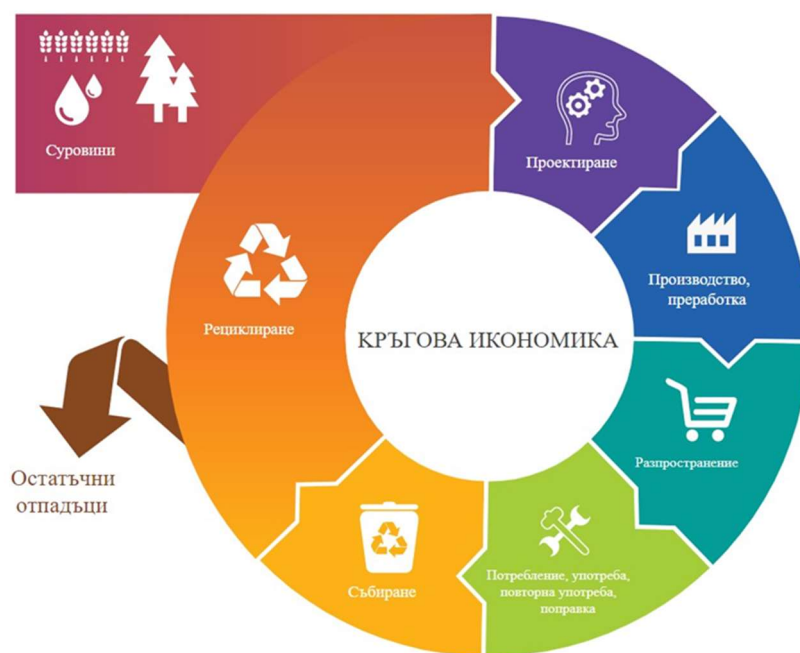 Суровини
Проектиране
Производство,
преработка
Рециклиране
КРЪГОВА ИКОНОМИКА
Разпространение
Остатъчни
отпадъци
Събиране
Потребление, употреба,
повторна употреба,
поправка